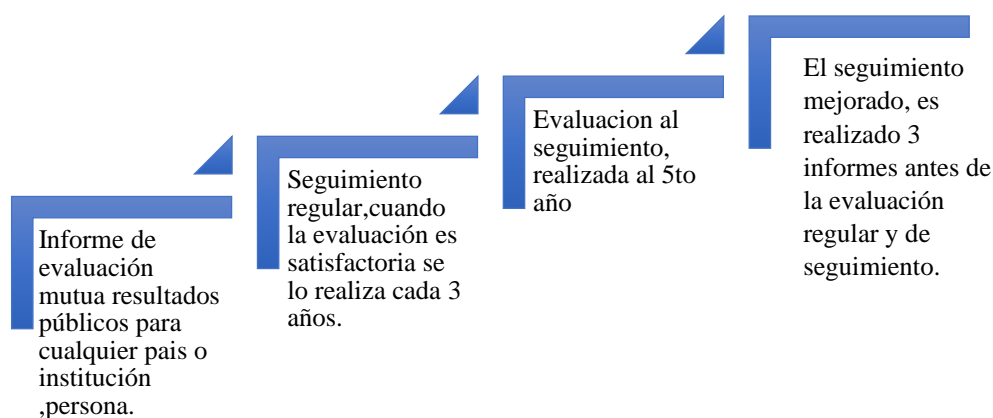 Informe de
evaluación
mutua resultados
públicos para
cualquier pais o
institución
,persona.
Seguimiento
regular,cuando
la evaluación es
satisfactoria se
lo realiza cada 3
años.
Evaluacion al
seguimiento,
realizada al 5to
año
El seguimiento
mejorado, es
realizado 3
informes antes de
la evaluación
regular y de
seguimiento.